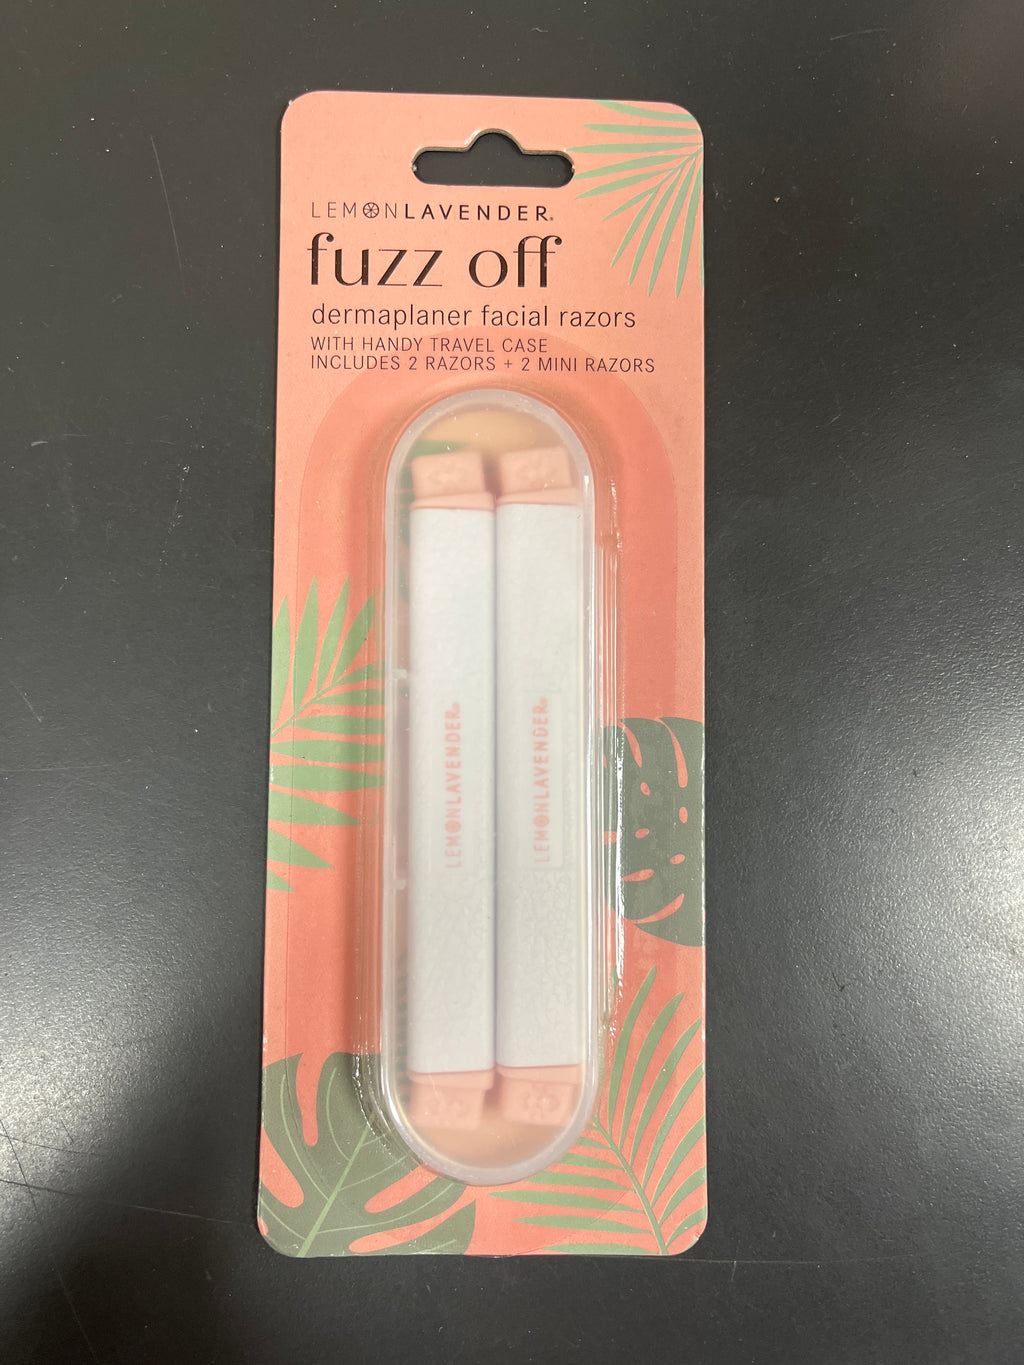 LEMONLAVENDER®
fuzz off
dermaplaner facial razors
WITH HANDY TRAVEL CASE
INCLUDES 2 RAZORS + 2 MINI RAZORS
LEMONLAVENDER®
LEMONLAVENDER®